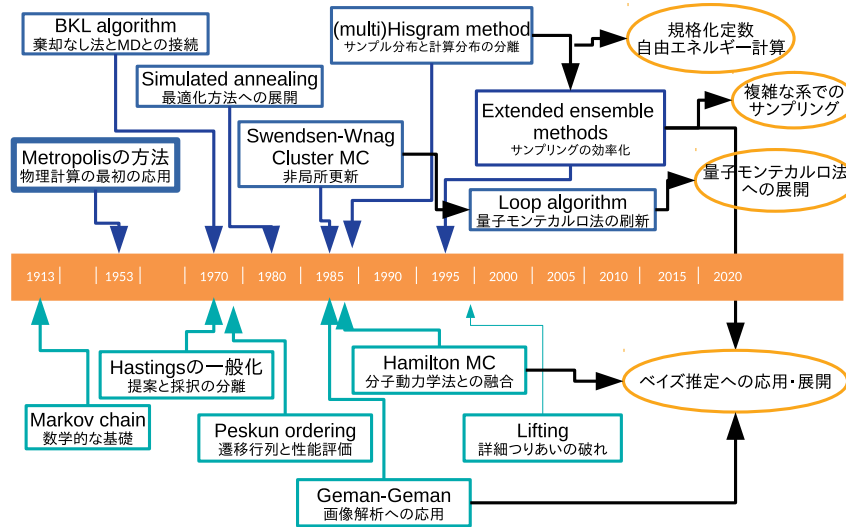 BKL algorithm
棄却なし法とMDとの接続
(multi)Hisgram method
サンプル分布と計算分布の分離
規格化定数
自由エネルギー計算
Simulated annealing
最適化方法への展開
複雑な系での
サンプリング
Extended ensemble
methods
サンプリングの効率化
Swendsen-Wnag
Cluster MC
非局所更新
Metropolisの方法
物理計算の最初の応用
量子モンテカルロ法
への展開
Loop algorithm
量子モンテカルロ法の刷新
1913
1953
1970
1980
1985
1990
1995
2000
2005
2010
2015
2020
Hastingsの一般化
提案と採択の分離
Hamilton MC
分子動力学法との融合
ベイズ推定への応用・展開
Markov chain
数学的な基礎
Peskun ordering
遷移行列と性能評価
Lifting
詳細つりあいの破れ
Geman-Geman
画像解析への応用